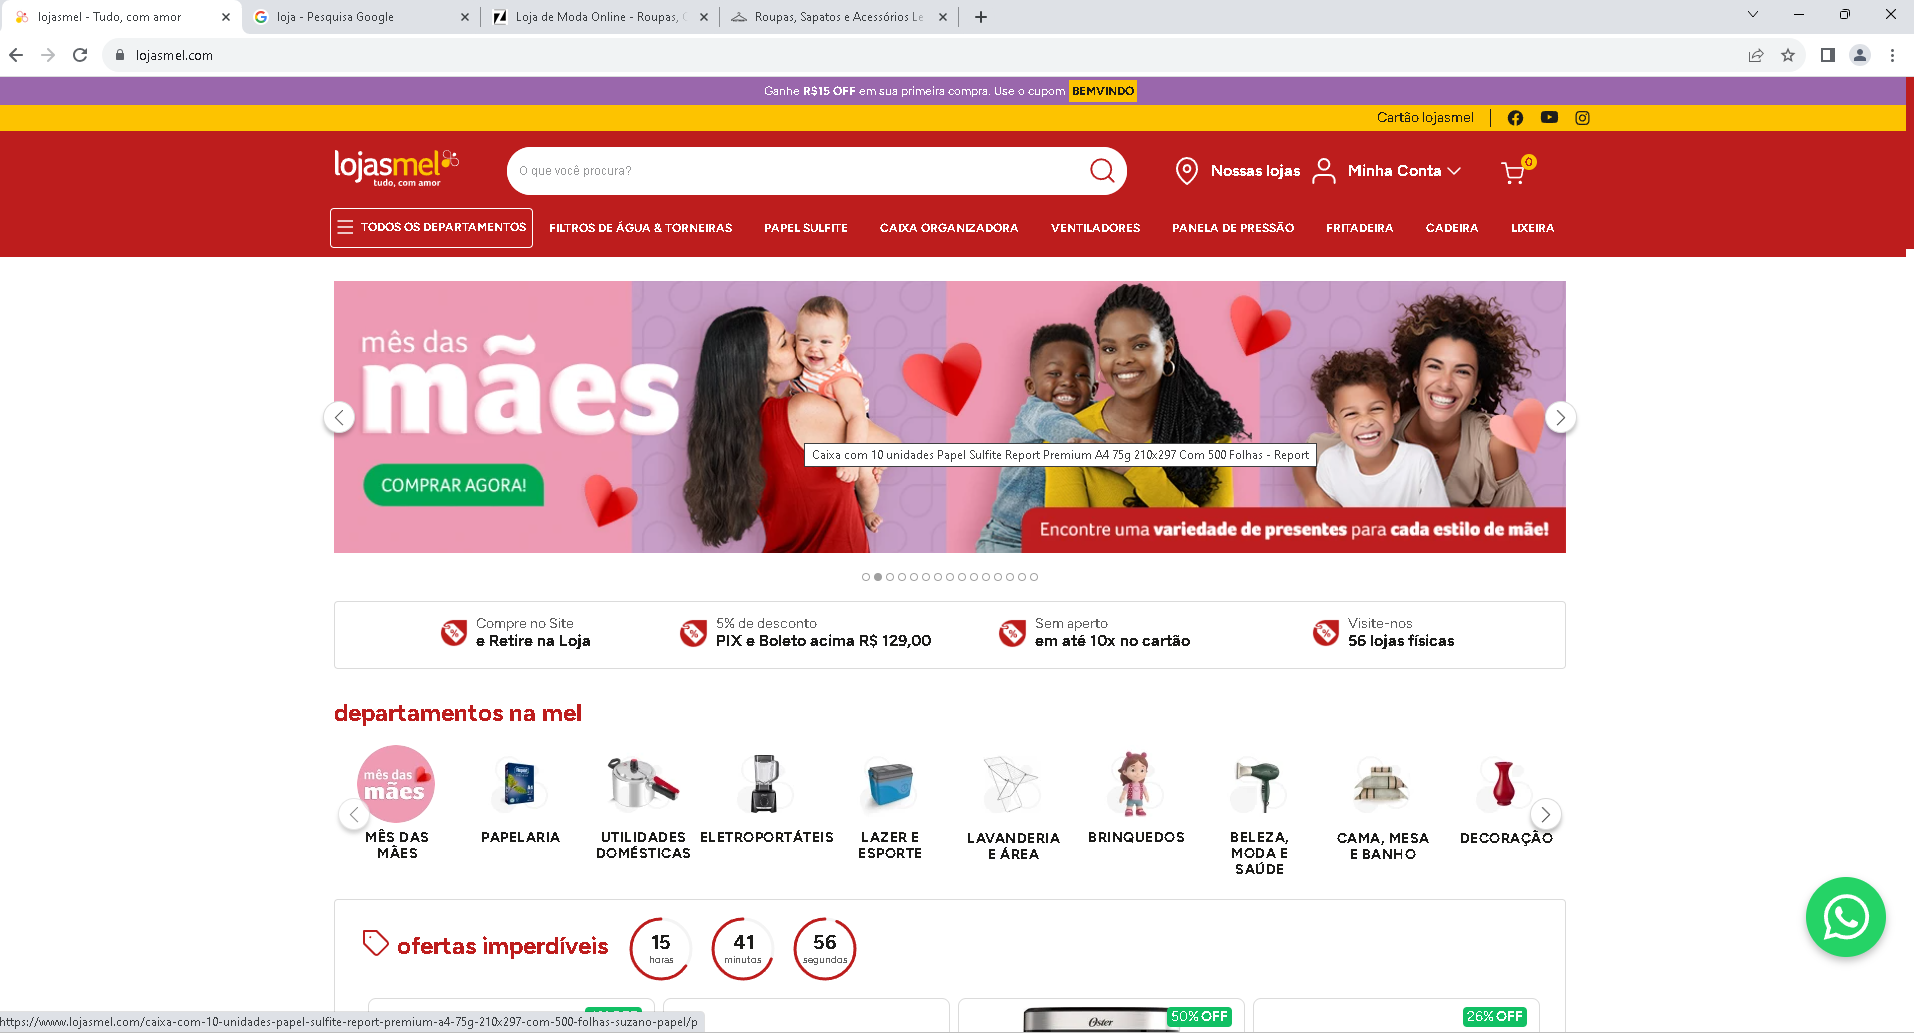 lojasmel - Tudo, com amor
loja - Pesquisa Google
Loja de Moda Online - Roupas,
Roupas, Sapatos e Acessórios Le
lojasmel.com
Ganhe R$15 OFF em sua primeira compra. Use o cupom BEMVINDO
Cartão lojasmel
lojasmel
tudo, com amor
O que você procura?
Nossas lojas
Minha Conta
0
TODOS OS DEPARTAMENTOS
FILTROS DE ÁGUA & TORNEIRAS
PAPEL SULFITE
CAIXA ORGANIZADORA
VENTILADORES
PANELA DE PRESSÃO
FRITADEIRA
CADEIRA
LIXEIRA
mês das
mães
COMPRAR AGORA!
Caixa com 10 unidades Papel Sulfite Report Premium A4 75g 210x297 Com 500 Folhas - Report
Encontre uma variedade de presentes para cada estilo de mãe!
Compre no Site
e Retire na Loja
5% de desconto
PIX e Boleto acima R$ 129,00
Sem aperto
em até 10x no cartão
Visite-nos
56 lojas físicas
departamentos na mel
mês das
mães
MÊS DAS
MÃES
PAPELARIA
UTILIDADES
DOMÉSTICAS
ELETROPORTÁTEIS
LAZER E
ESPORTE
LAVANDERIA
E ÁREA
BRINQUEDOS
BELEZA,
MODA E
SAÚDE
CAMA, MESA
E BANHO
DECORAÇÃO
ofertas imperdíveis
15
horas
41
minutos
56
segundos
Oster
50% OFF
26% OFF
https://www.lojasmel.com/caixa-com-10-unidades-papel-sulfite-report-premium-a4-75g-210x297-com-500-folhas-suzano-papel/p